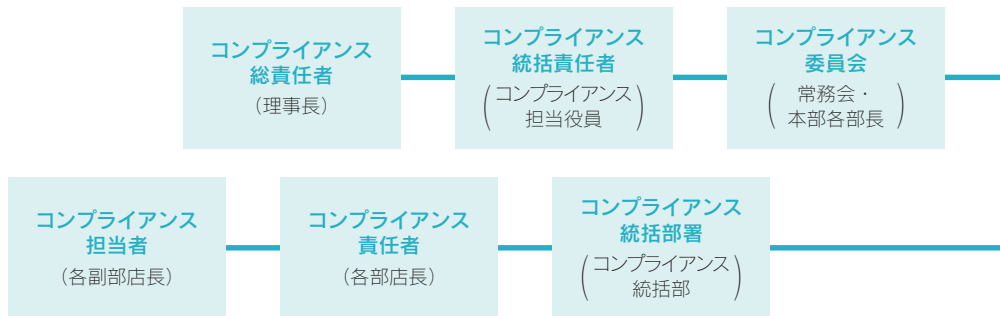 コンプライアンス
総責任者
（理事長）
コンプライアンス
統括責任者
（コンプライアンス
担当役員）
コンプライアンス
委員会
（常務会・
本部各部長）
コンプライアンス
担当者
（各副部店長）
コンプライアンス
責任者
（各部店長）
コンプライアンス
統括部署
（コンプライアンス
統括部）